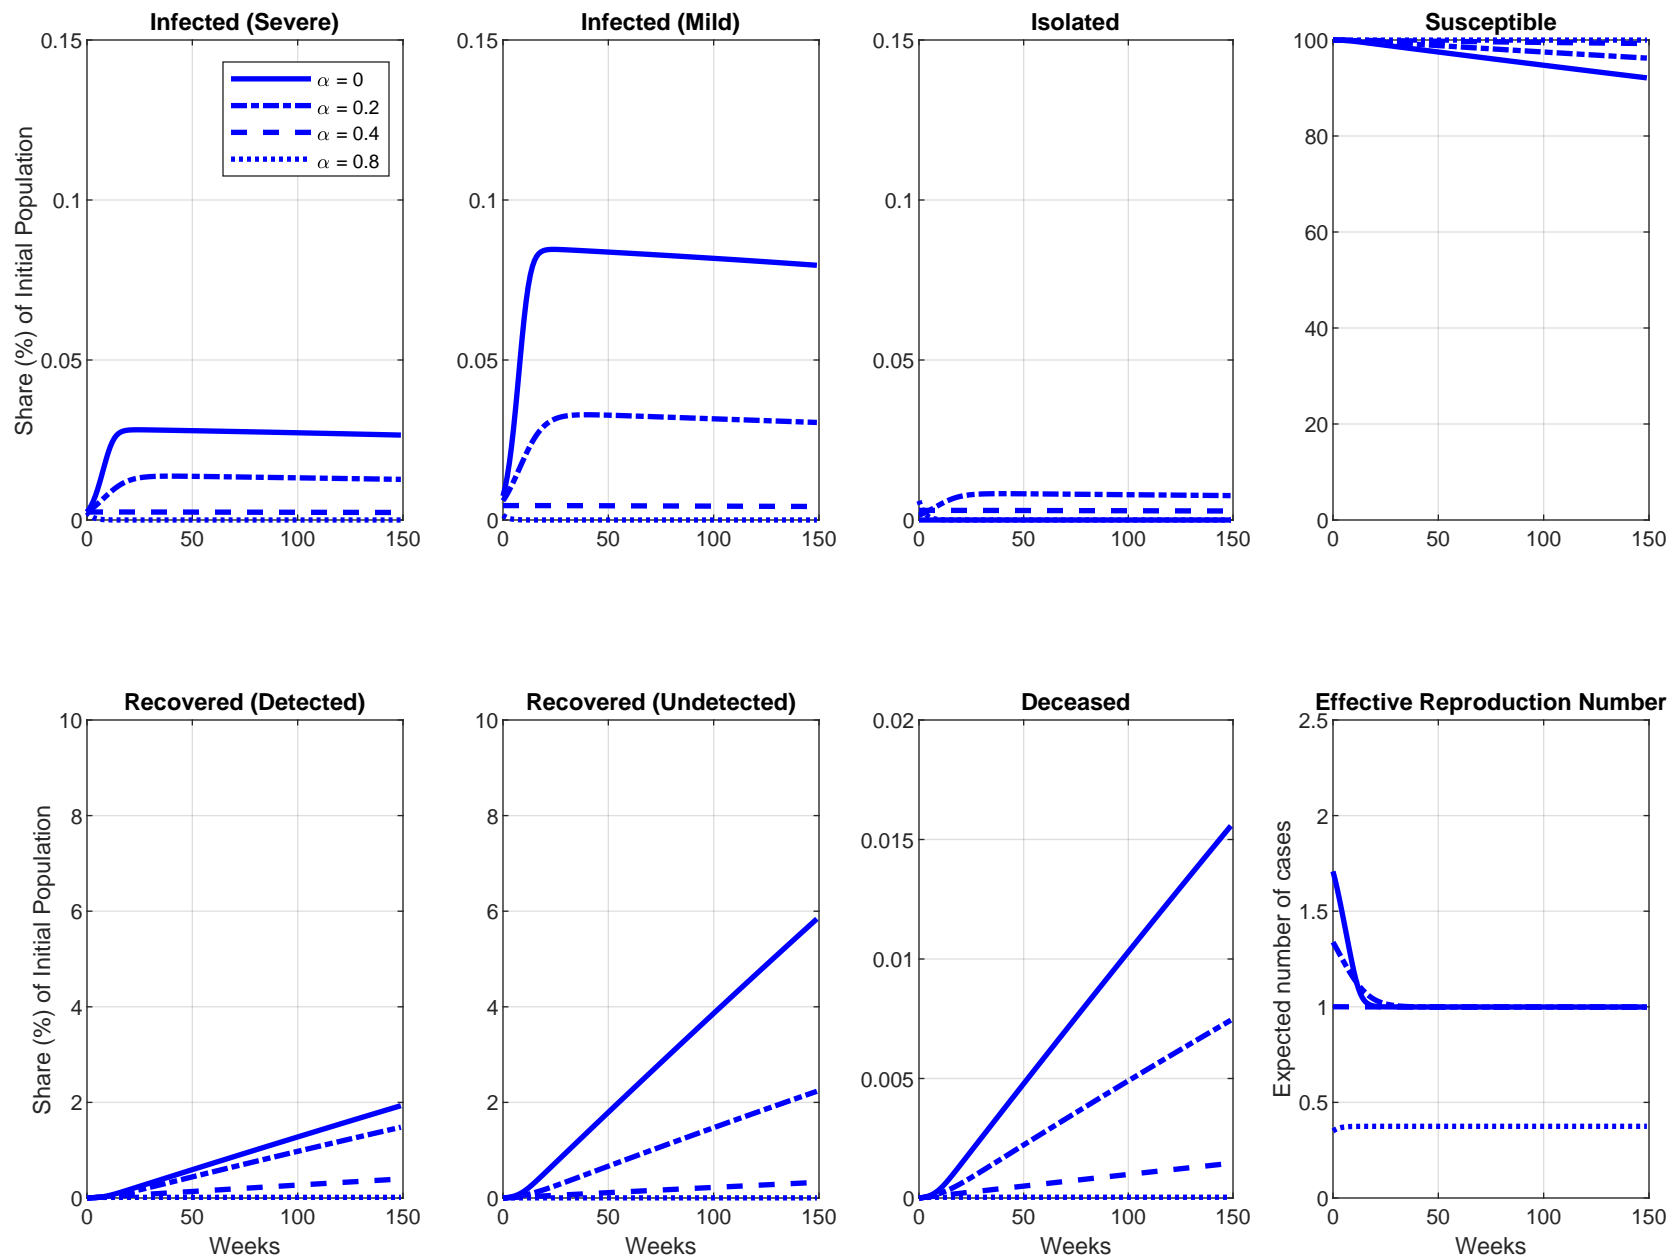 Infected (Severe)
Share (%) of Initial Population
0.15
0.1
0.05
0
0 50 100 150
α = 0
α = 0.2
α = 0.4
α = 0.8
Infected (Mild)
0.15
0.1
0.05
0
0 50 100 150
Isolated
0.15
0.1
0.05
0
0 50 100 150
Susceptible
100
80
60
40
20
0
0 50 100 150
Recovered (Detected)
Share (%) of Initial Population
10
8
6
4
2
0
0 50 100 150
Weeks
Recovered (Undetected)
10
8
6
4
2
0
0 50 100 150
Weeks
Deceased
0.02
0.015
0.01
0.005
0
0 50 100 150
Weeks
Effective Reproduction Number
Expected number of cases
2.5
2
1.5
1
0.5
0
0 50 100 150
Weeks